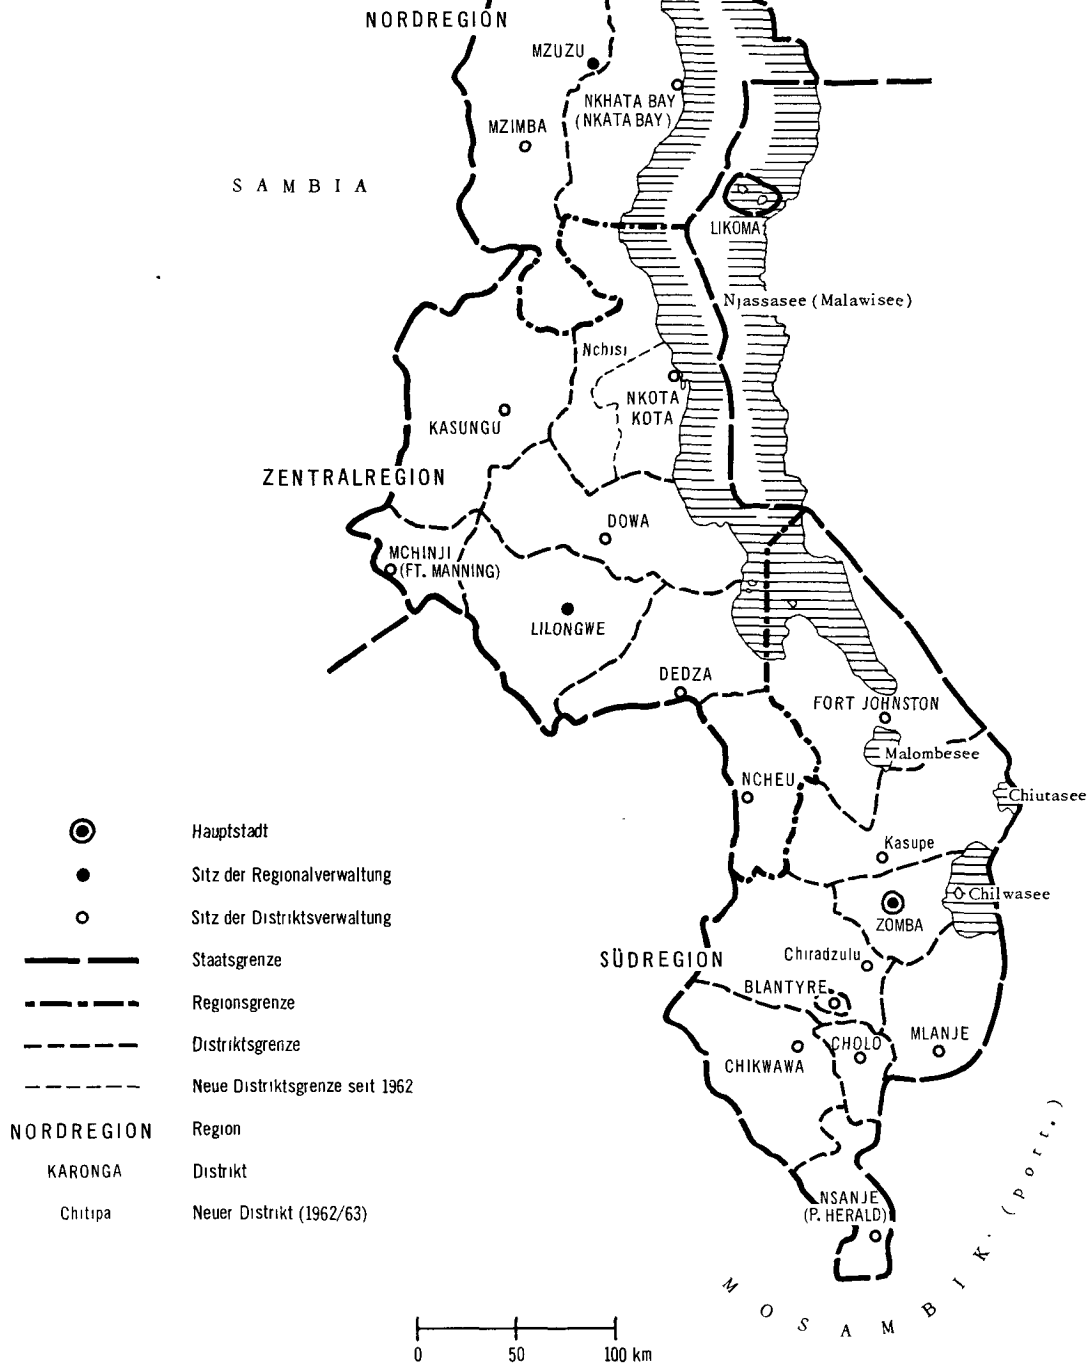 NORDREGION
MZUZU
NKHATA BAY
(NKATA BAY)
MZIMBA
SAMBIA
LIKOMA
Njassasee (Malawisee)
Nchisi
NKOTA
KOTA
KASUNGU
ZENTRALREGION
DOWA
MCHINJI
(FT. MANNING)
LILONGWE
DEDZA
FORT JOHNSTON
Malombesee
NCHEU
Chiutasee
Kasupe
Chilwasee
ZOMBA
Chiradzulu
SÜDREGION
BLANTYRE
MLANJE
CHOLO
CHIKWAWA
NSANJE
(P. HERALD)
MOSAMBIK (port.)
Hauptstadt
Sitz der Regionalverwaltung
Sitz der Distriktsverwaltung
Staatsgrenze
Regionsgrenze
Distriktsgrenze
Neue Distriktsgrenze seit 1962
NORDREGION Region
KARONGA Distrikt
Chitipa Neuer Distrikt (1962/63)
0 50 100 km